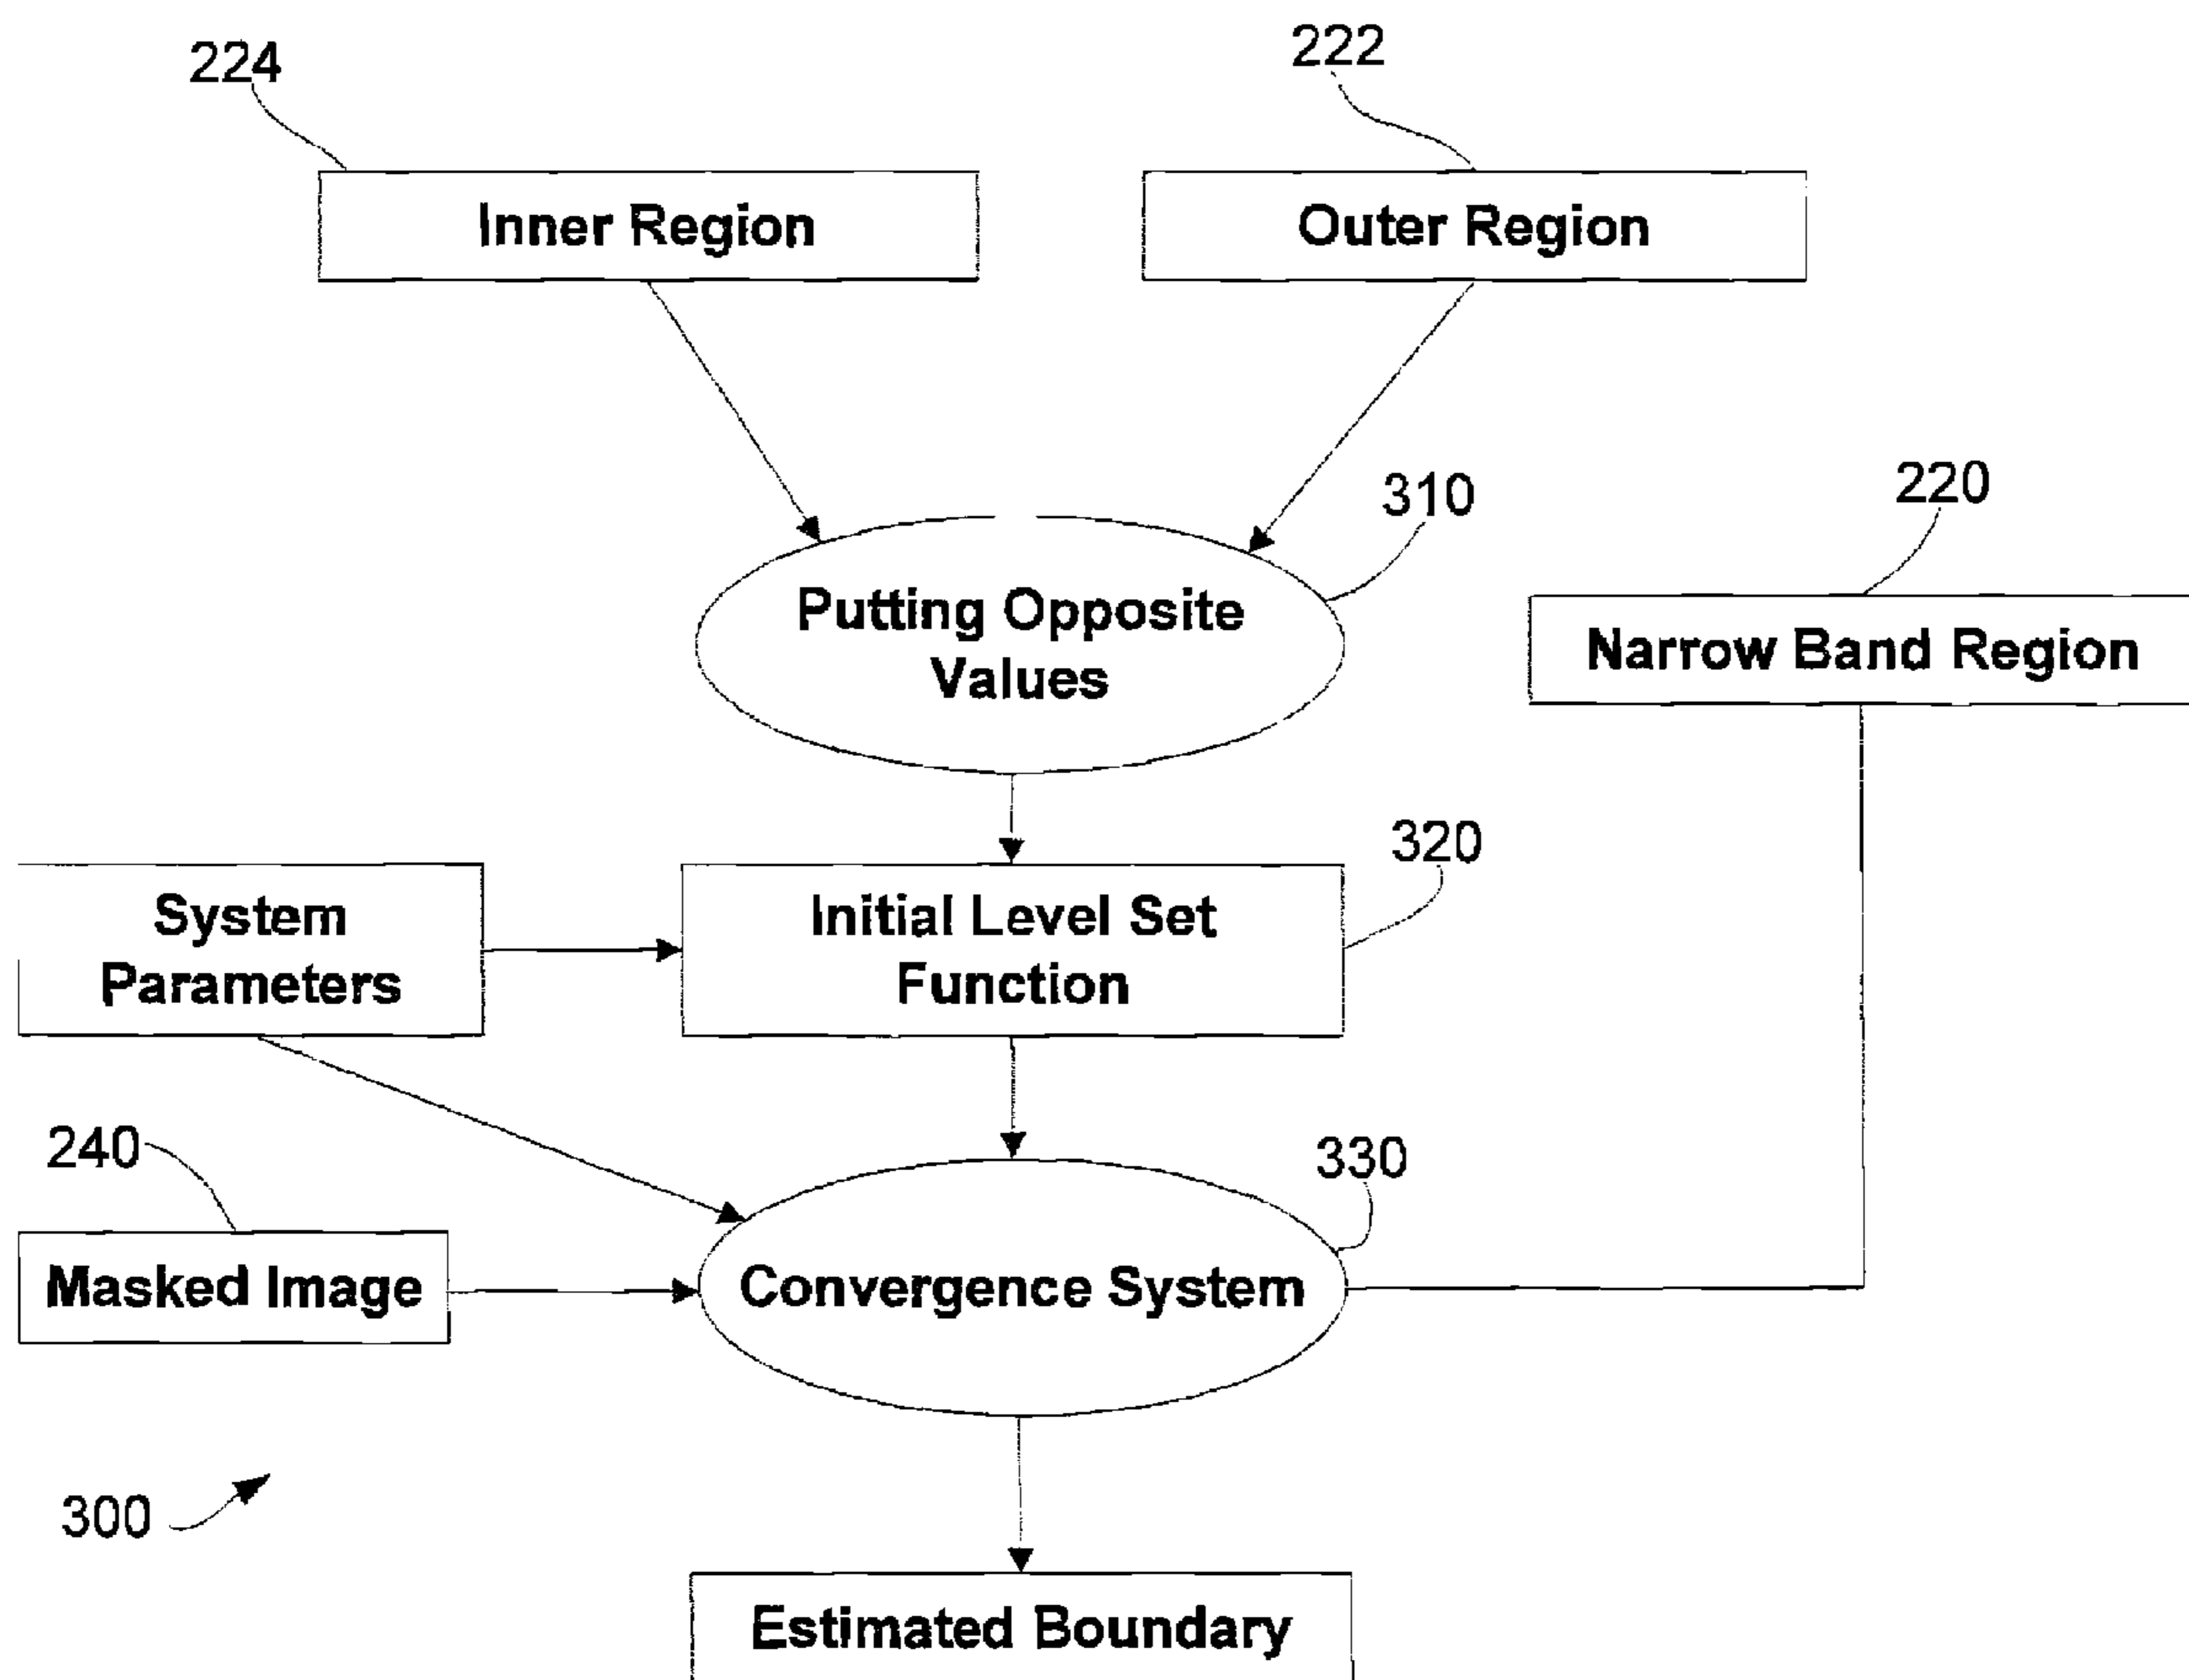 224
222
Inner Region
Outer Region
310
220
Putting Opposite
Values
Narrow Band Region
320
System
Parameters
Initial Level Set
Function
240
330
Masked Image
Convergence System
300
Estimated Boundary